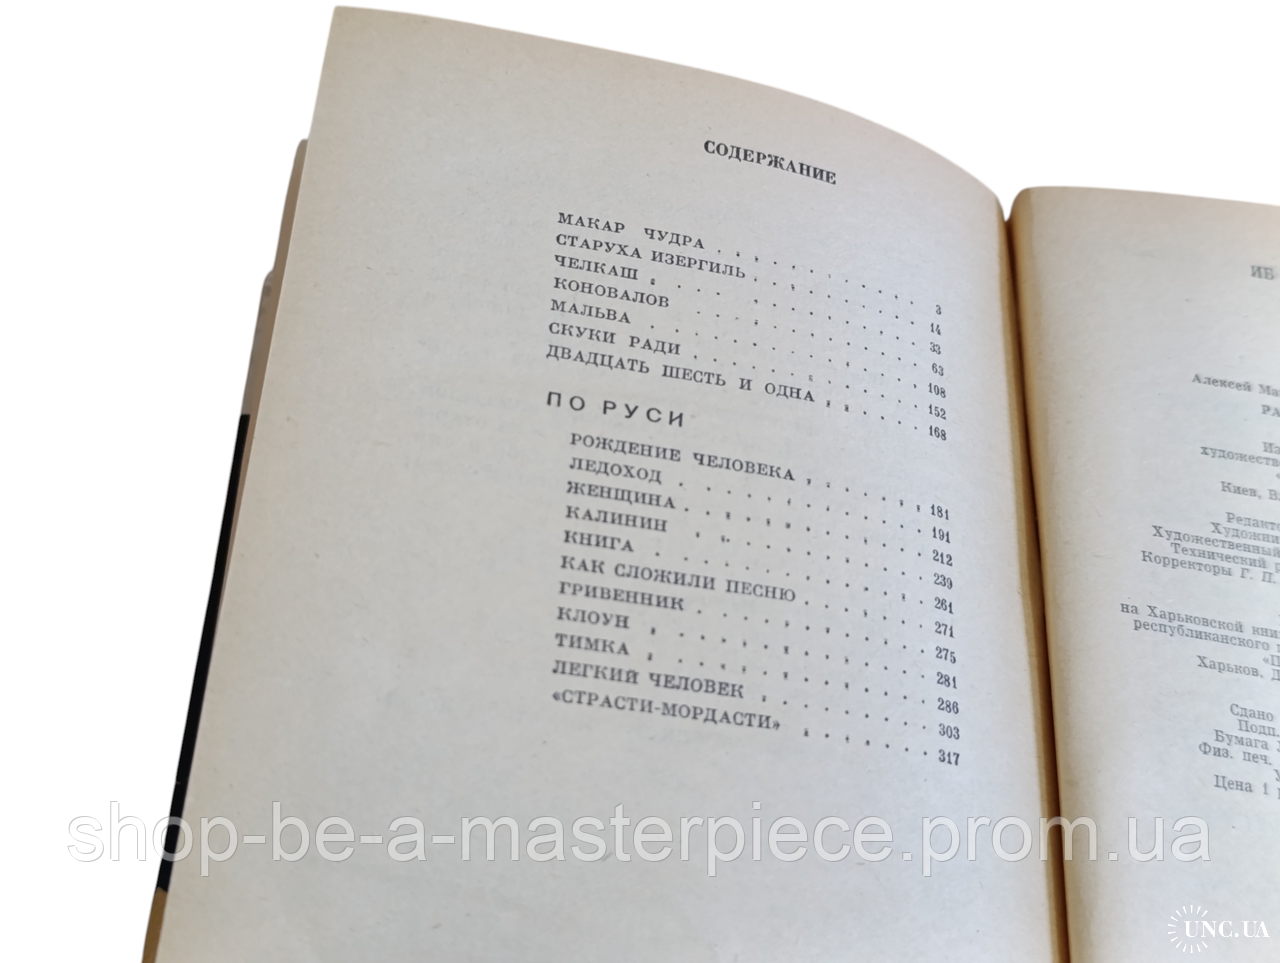 СОДЕРЖАНИЕ
МАКАР ЧУДРА . . . . . . . . . . 3
СТАРУХА ИЗЕРГИЛЬ . . . . . . . . 14
ЧЕЛКАШ . . . . . . . . . . . . 33
КОНОВАЛОВ . . . . . . . . . . 63
МАЛЬВА . . . . . . . . . . . . 108
СКУКИ РАДИ . . . . . . . . . . 152
ДВАДЦАТЬ ШЕСТЬ И ОДНА . . . . . . 168
ПО РУСИ
РОЖДЕНИЕ ЧЕЛОВЕКА . . . . . . . 181
ЛЕДОХОД . . . . . . . . . . . 191
ЖЕНЩИНА . . . . . . . . . . . 212
КАЛИНИН . . . . . . . . . . . 239
КНИГА . . . . . . . . . . . . 261
КАК СЛОЖИЛИ ПЕСНЮ . . . . . . . 271
ГРИВЕННИК . . . . . . . . . . 275
КЛОУН . . . . . . . . . . . . 281
ТИМКА . . . . . . . . . . . . 286
ЛЕГКИЙ ЧЕЛОВЕК . . . . . . . . 303
«СТРАСТИ-МОРДАСТИ» . . . . . . . 317
ИБ
Алексей
Киев,
Художественный
Технический
Корректоры Г. П.
на Харьковской
республиканского
Харьков,
Сдано
Подп.
Бумага
Физ. печ.
Цена 1
shop-be-a-masterpiece.prom.ua
UNC.UA